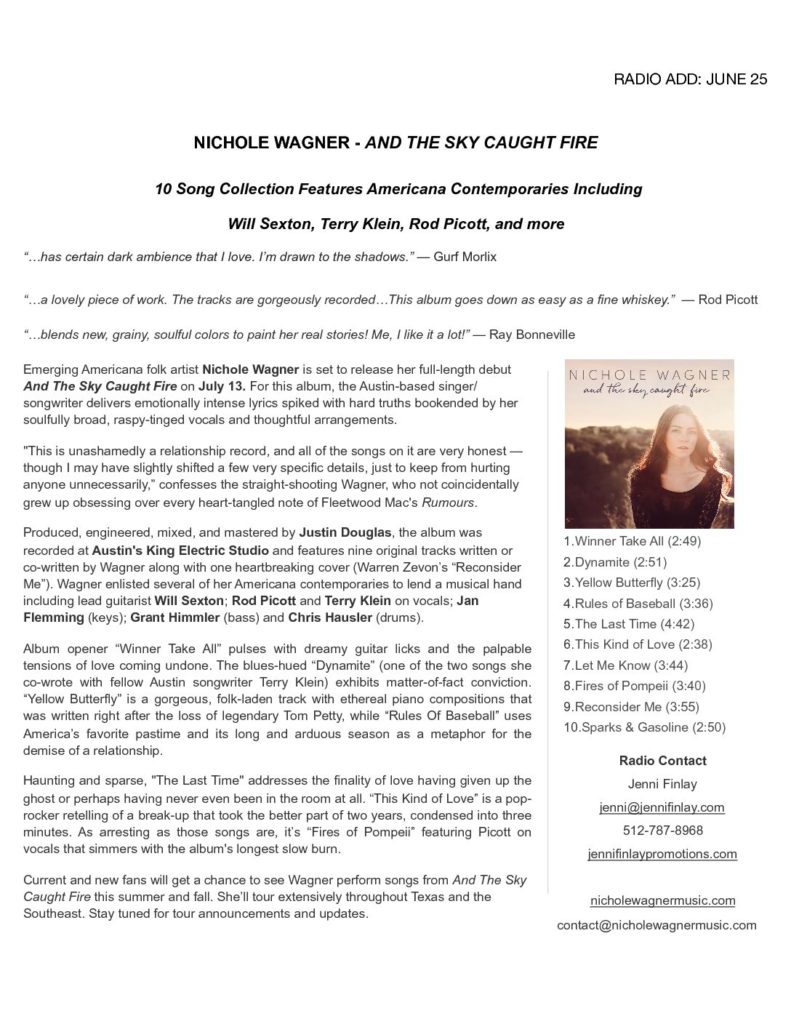 RADIO ADD: JUNE 25
NICHOLE WAGNER - AND THE SKY CAUGHT FIRE
10 Song Collection Features Americana Contemporaries Including
Will Sexton, Terry Klein, Rod Picott, and more
“…has certain dark ambience that I love. I’m drawn to the shadows.” — Gurf Morlix
“…a lovely piece of work. The tracks are gorgeously recorded…This album goes down as easy as a fine whiskey.” — Rod Picott
“…blends new, grainy, soulful colors to paint her real stories! Me, I like it a lot!” — Ray Bonneville
Emerging Americana folk artist Nichole Wagner is set to release her full-length debut
And The Sky Caught Fire on July 13. For this album, the Austin-based singer/
songwriter delivers emotionally intense lyrics spiked with hard truths bookended by her
soulfully broad, raspy-tinged vocals and thoughtful arrangements.
"This is unashamedly a relationship record, and all of the songs on it are very honest —
though I may have slightly shifted a few very specific details, just to keep from hurting
anyone unnecessarily,” confesses the straight-shooting Wagner, who not coincidentally
grew up obsessing over every heart-tangled note of Fleetwood Mac's Rumours.
Produced, engineered, mixed, and mastered by Justin Douglas, the album was
recorded at Austin's King Electric Studio and features nine original tracks written or
co-written by Wagner along with one heartbreaking cover (Warren Zevon’s “Reconsider
Me”). Wagner enlisted several of her Americana contemporaries to lend a musical hand
including lead guitarist Will Sexton; Rod Picott and Terry Klein on vocals; Jan
Flemming (keys); Grant Himmler (bass) and Chris Hausler (drums).
Album opener “Winner Take All” pulses with dreamy guitar licks and the palpable
tensions of love coming undone. The blues-hued “Dynamite” (one of the two songs she
co-wrote with fellow Austin songwriter Terry Klein) exhibits matter-of-fact conviction.
“Yellow Butterfly” is a gorgeous, folk-laden track with ethereal piano compositions that
was written right after the loss of legendary Tom Petty, while “Rules Of Baseball” uses
America’s favorite pastime and its long and arduous season as a metaphor for the
demise of a relationship.
Haunting and sparse, "The Last Time" addresses the finality of love having given up the
ghost or perhaps having never even been in the room at all. “This Kind of Love” is a pop-
rocker retelling of a break-up that took the better part of two years, condensed into three
minutes. As arresting as those songs are, it’s “Fires of Pompeii” featuring Picott on
vocals that simmers with the album's longest slow burn.
Current and new fans will get a chance to see Wagner perform songs from And The Sky
Caught Fire this summer and fall. She’ll tour extensively throughout Texas and the
Southeast. Stay tuned for tour announcements and updates.
NICHOLE WAGNER
and the sky caught fire
1.Winner Take All (2:49)
2.Dynamite (2:51)
3.Yellow Butterfly (3:25)
4.Rules of Baseball (3:36)
5.The Last Time (4:42)
6.This Kind of Love (2:38)
7.Let Me Know (3:44)
8.Fires of Pompeii (3:40)
9.Reconsider Me (3:55)
10.Sparks & Gasoline (2:50)
Radio Contact
Jenni Finlay
jenni@jennifinlay.com
512-787-8968
jennifinlaypromotions.com
nicholewagnermusic.com
contact@nicholewagnermusic.com